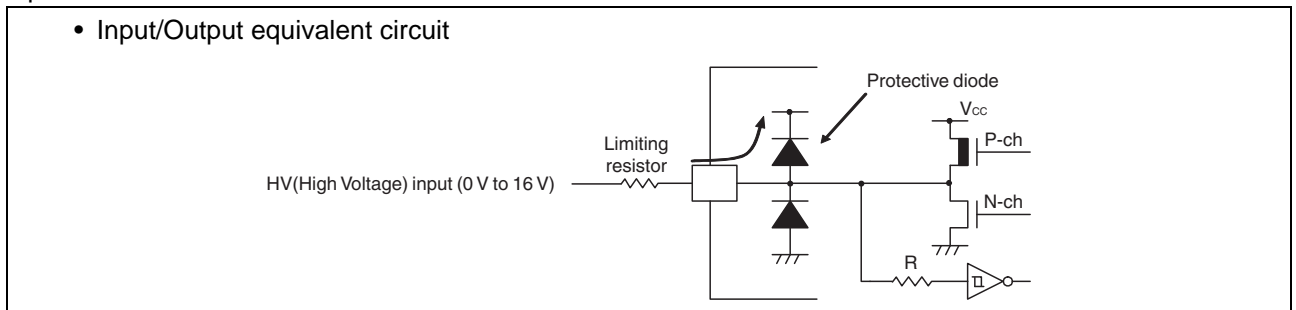 • Input/Output equivalent circuit
Protective diode
Vcc
P-ch
Limiting
resistor
HV(High Voltage) input (0 V to 16 V)
N-ch
R